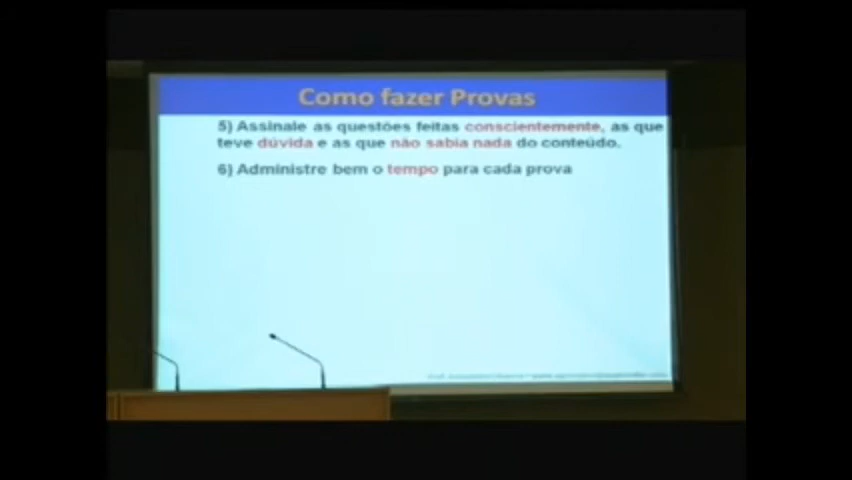 Como fazer Provas
5) Assinale as questões feitas conscientemente, as que
teve dúvida e as que não sabia nada do conteúdo.
6) Administre bem o tempo para cada prova